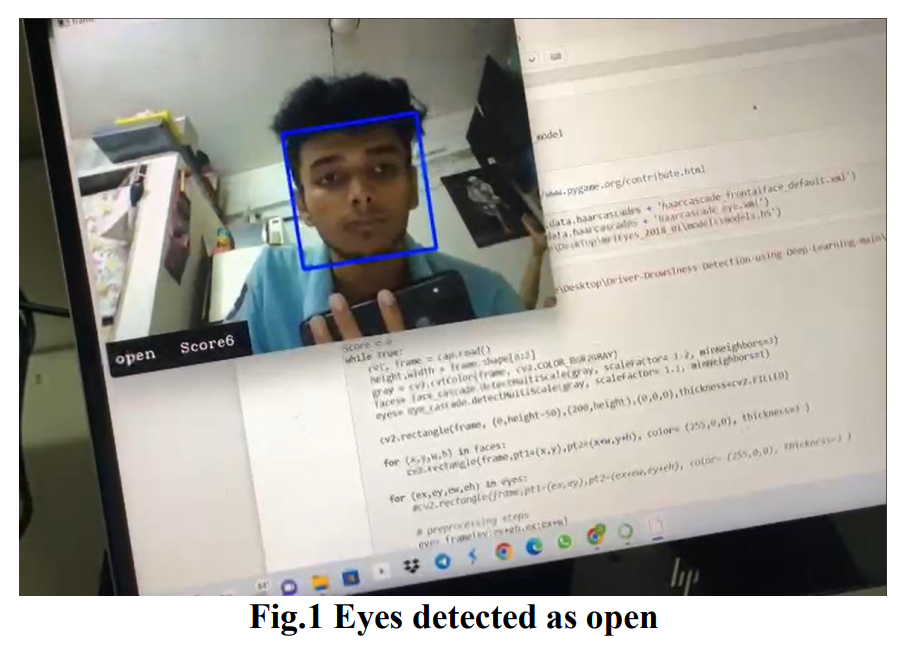 frame
_model
/www.pygame.org/contribute.html
.data.haarcascades + 'haarcascade_frontalface_default.xml')
data.haarcascades + 'haarcascade_eye.xml')
\Desktop\MrlEyes_2018_01\models\models.h5')
e\Desktop\Driver-Drowsiness-Detection-using-Deep-Learning-main\
open Score6
Score = 0
while True:
ret, frame = cap.read()
height,width = frame.shape[0:2]
gray = cv2.cvtColor(frame, cv2.COLOR_BGR2GRAY)
faces= face_cascade.detectMultiScale(gray, scaleFactor= 1.2, minNeighbors=3)
eyes= eye_cascade.detectMultiScale(gray, scaleFactor= 1.1, minNeighbors=1)
cv2.rectangle(frame, (0,height-50),(200,height),(0,0,0),thickness=cv2.FILLED)
for (x,y,w,h) in faces:
cv2.rectangle(frame,pt1=(x,y),pt2=(x+w,y+h), color= (255,0,0), thickness=3 )
for (ex,ey,ew,eh) in eyes:
#cv2.rectangle(frame,pt1=(ex,ey),pt2=(ex+ew,ey+eh), color= (255,0,0), thickness=3 )
# preprocessing steps
eye= frame[ey:ey+eh,ex:ex+ew]
64°
hp
Fig.1 Eyes detected as open